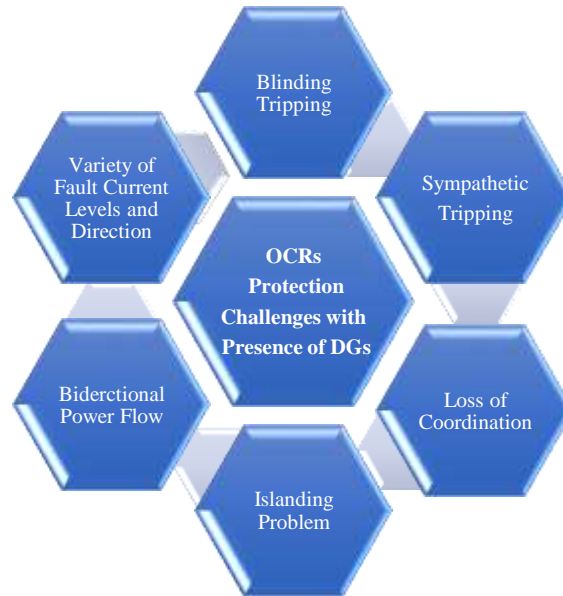 Blinding
Tripping
Sympathetic
Tripping
Loss of
Coordination
Islanding
Problem
Biderctional
Power Flow
Variety of
Fault Current
Levels and
Direction
OCRs
Protection
Challenges with
Presence of DGs